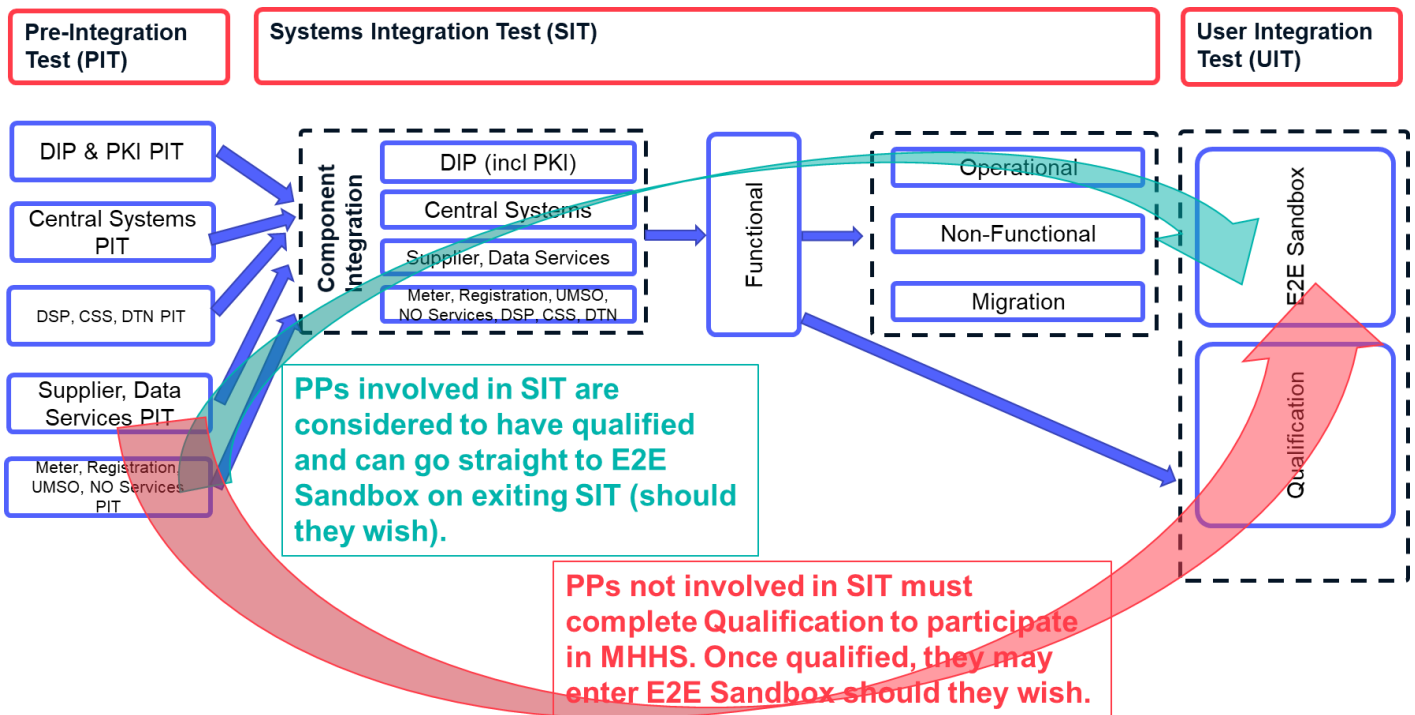 Pre-Integration
Test (PIT)
Systems Integration Test (SIT)
User Integration
Test (UIT)
DIP & PKI PIT
Central Systems
PIT
DSP, CSS, DTN PIT
Supplier, Data
Services PIT
Meter, Registration,
UMSO, NO Services
PIT
Component
Integration
DIP (incl PKI)
Central Systems
Supplier, Data Services
Meter, Registration, UMSO,
NO Services, DSP, CSS, DTN
Functional
Operational
Non-Functional
Migration
E2E Sandbox
Qualification
PPs involved in SIT are
considered to have qualified
and can go straight to E2E
Sandbox on exiting SIT (should
they wish).
PPs not involved in SIT must
complete Qualification to participate
in MHHS. Once qualified, they may
enter E2E Sandbox should they wish.